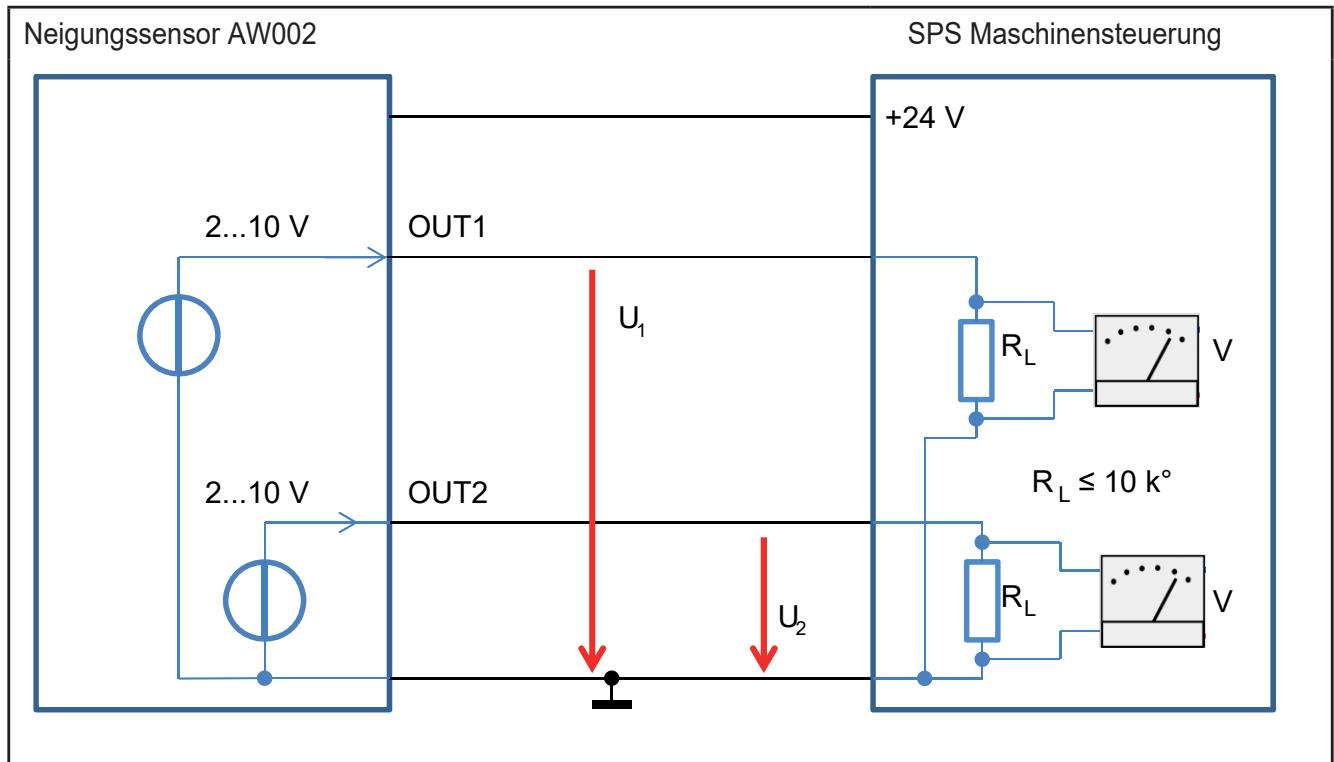 Neigungssensor AW002
SPS Maschinensteuerung
+24 V
2...10 V
OUT1
U1
RL
V
RL ≤ 10 k°
2...10 V
OUT2
U2
RL
V